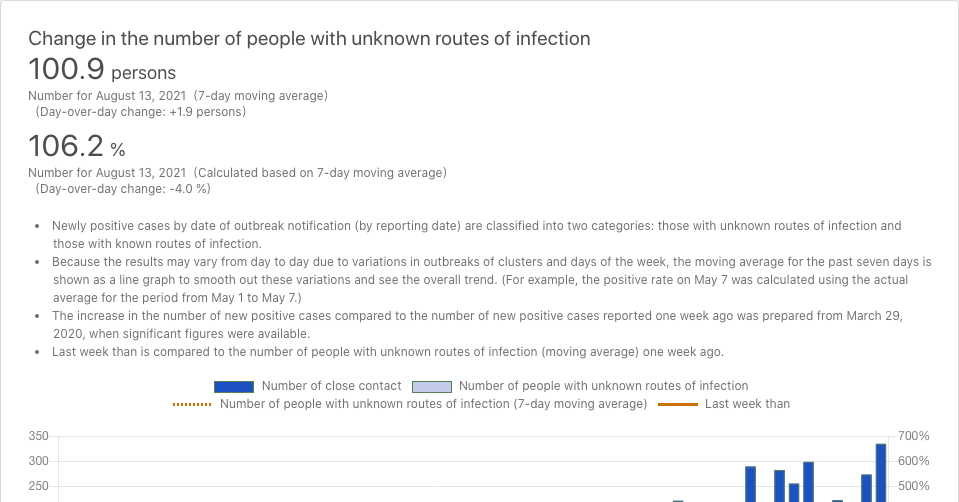 Change in the number of people with unknown routes of infection
100.9 persons
Number for August 13, 2021 (7-day moving average)
(Day-over-day change: +1.9 persons)
106.2 %
Number for August 13, 2021 (Calculated based on 7-day moving average)
(Day-over-day change: -4.0 %)
• Newly positive cases by date of outbreak notification (by reporting date) are classified into two categories: those with unknown routes of infection and
those with known routes of infection.
• Because the results may vary from day to day due to variations in outbreaks of clusters and days of the week, the moving average for the past seven days is
shown as a line graph to smooth out these variations and see the overall trend. (For example, the positive rate on May 7 was calculated using the actual
average for the period from May 1 to May 7.)
• The increase in the number of new positive cases compared to the number of new positive cases reported one week ago was prepared from March 29,
2020, when significant figures were available.
• Last week than is compared to the number of people with unknown routes of infection (moving average) one week ago.
Number of close contact Number of people with unknown routes of infection
Number of people with unknown routes of infection (7-day moving average) Last week than
350 700%
300 600%
250 500%